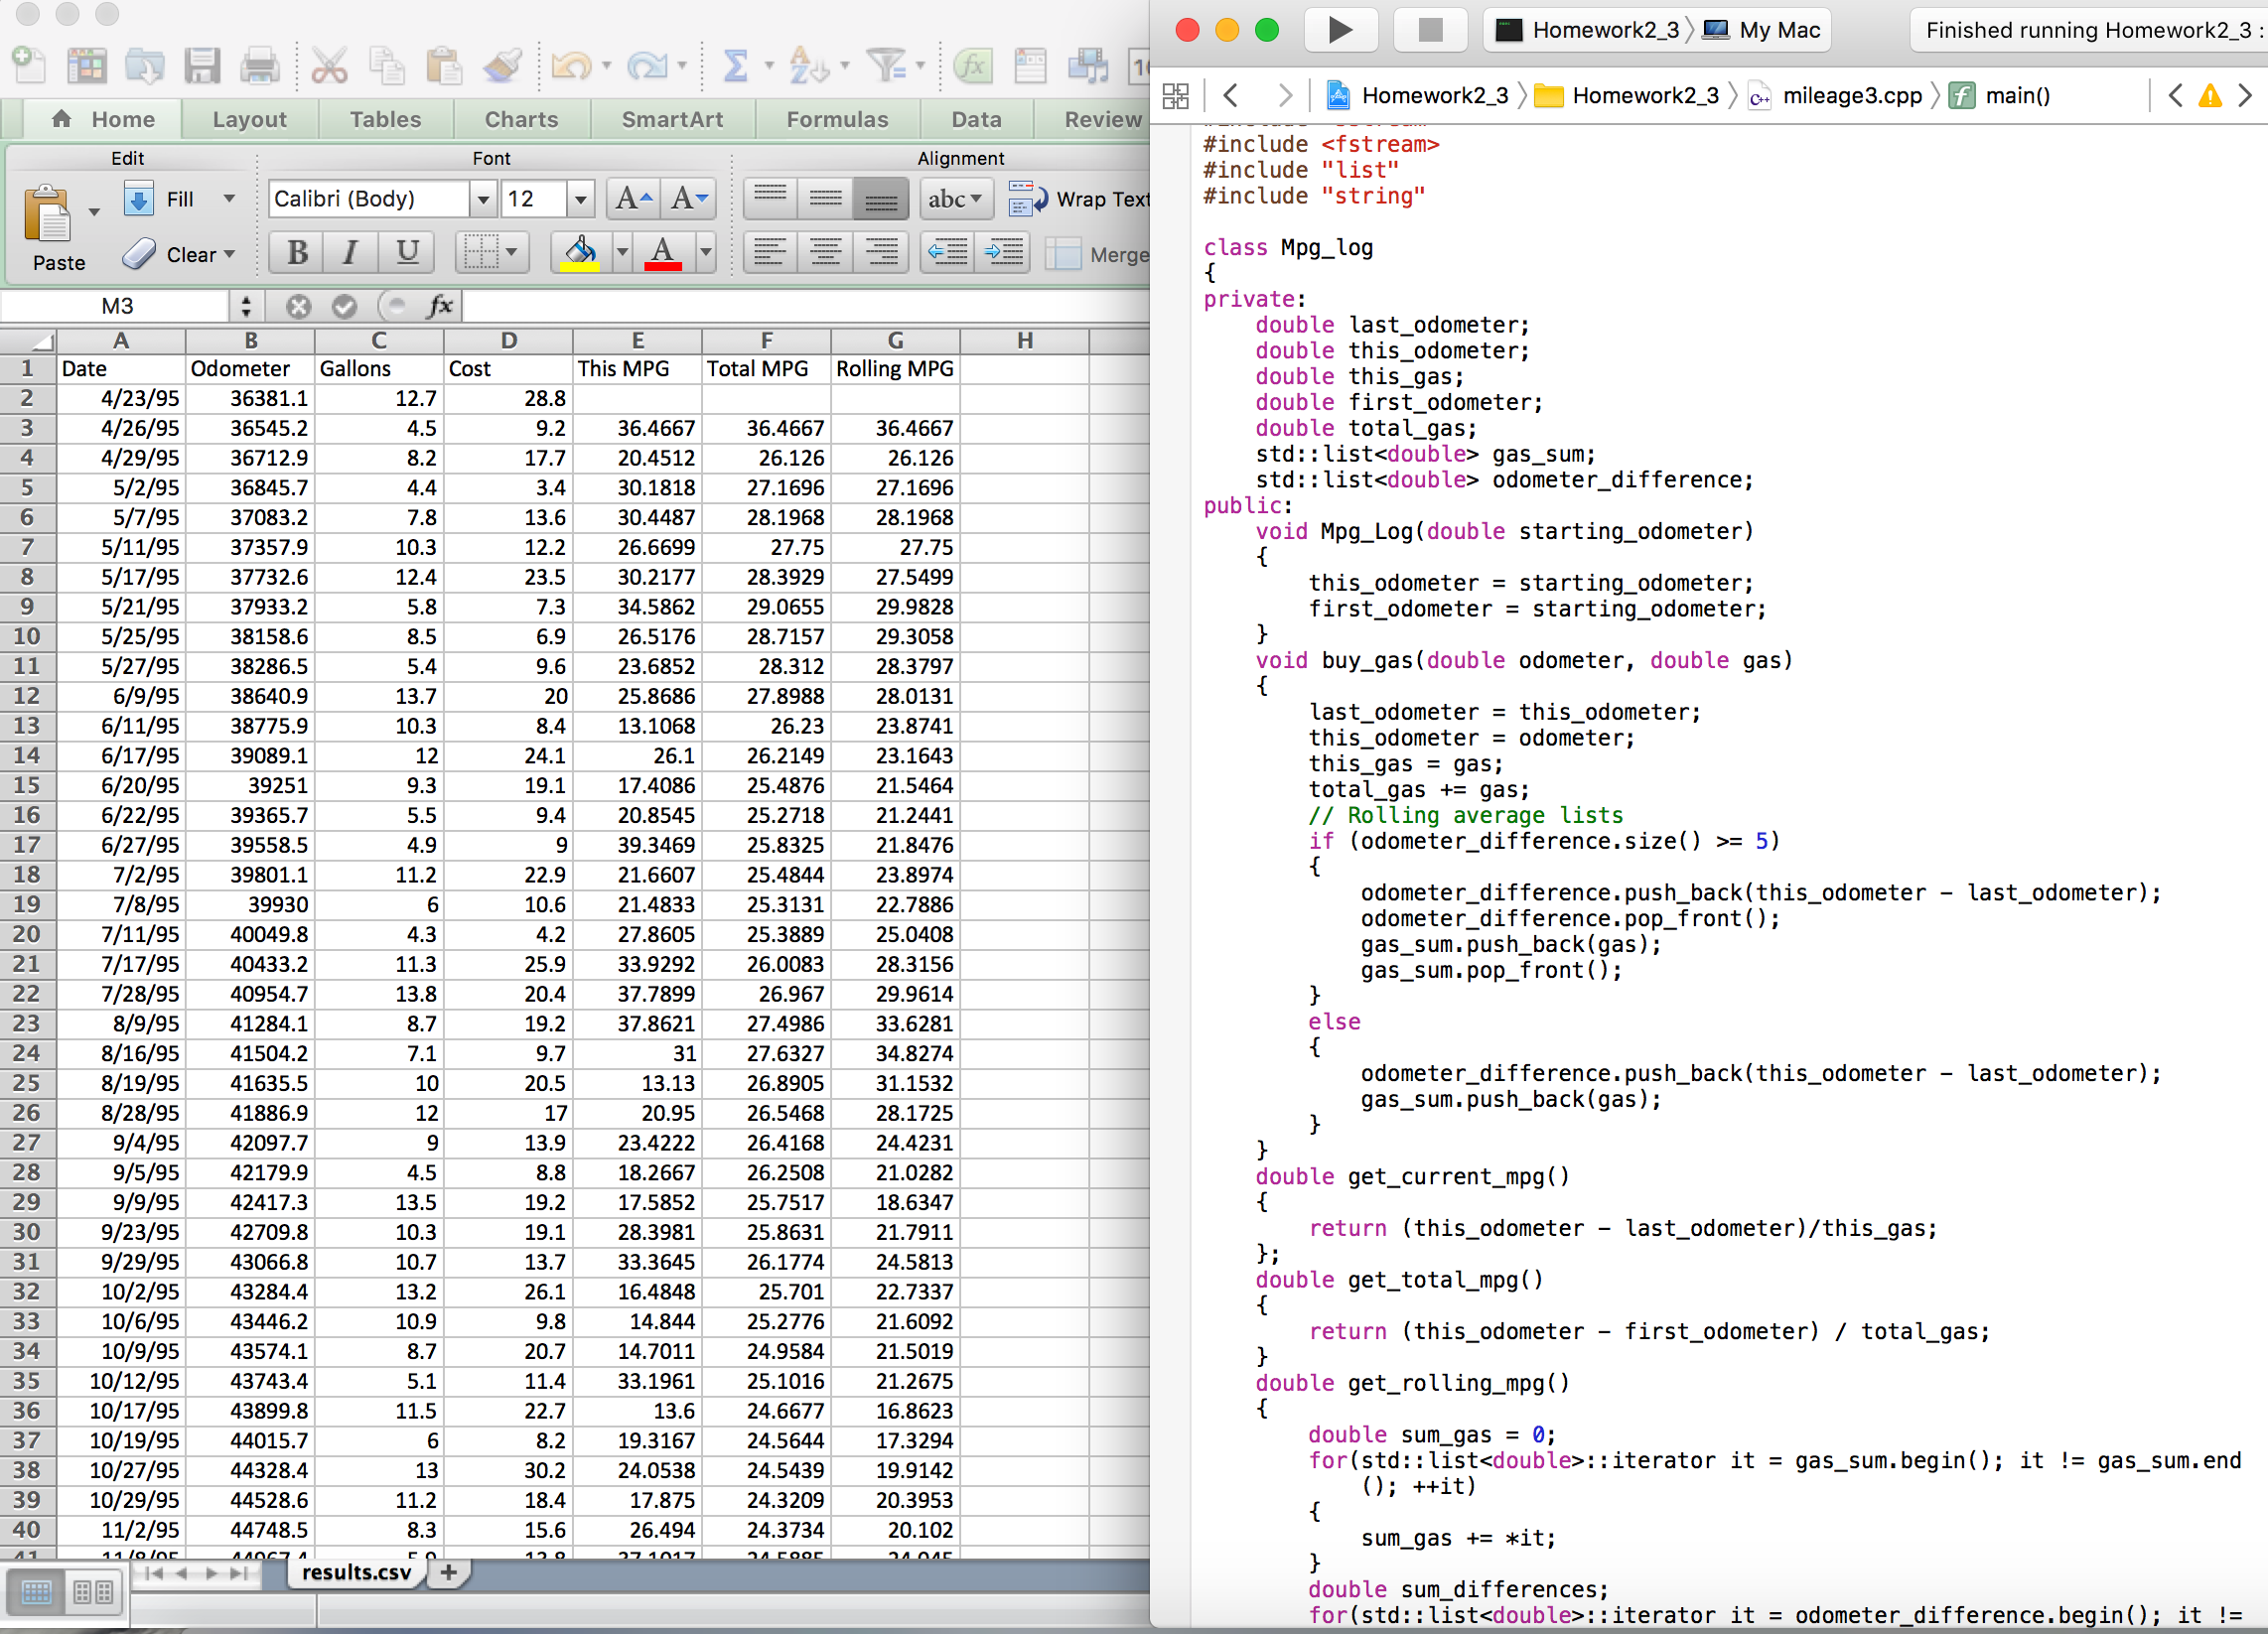 Home Layout Tables Charts SmartArt Formulas Data Review
Edit Font Alignment
Fill Calibri (Body) 12 A A abc Wrap Text
Paste Clear B I U A Merge
M3 fx
A B C D E F G H
1 Date Odometer Gallons Cost This MPG Total MPG Rolling MPG
2 4/23/95 36381.1 12.7 28.8
3 4/26/95 36545.2 4.5 9.2 36.4667 36.4667 36.4667
4 4/29/95 36712.9 8.2 17.7 20.4512 26.126 26.126
5 5/2/95 36845.7 4.4 3.4 30.1818 27.1696 27.1696
6 5/7/95 37083.2 7.8 13.6 30.4487 28.1968 28.1968
7 5/11/95 37357.9 10.3 12.2 26.6699 27.75 27.75
8 5/17/95 37732.6 12.4 23.5 30.2177 28.3929 27.5499
9 5/21/95 37933.2 5.8 7.3 34.5862 29.0655 29.9828
10 5/25/95 38158.6 8.5 6.9 26.5176 28.7157 29.3058
11 5/27/95 38286.5 5.4 9.6 23.6852 28.312 28.3797
12 6/9/95 38640.9 13.7 20 25.8686 27.8988 28.0131
13 6/11/95 38775.9 10.3 8.4 13.1068 26.23 23.8741
14 6/17/95 39089.1 12 24.1 26.1 26.2149 23.1643
15 6/20/95 39251 9.3 19.1 17.4086 25.4876 21.5464
16 6/22/95 39365.7 5.5 9.4 20.8545 25.2718 21.2441
17 6/27/95 39558.5 4.9 9 39.3469 25.8325 21.8476
18 7/2/95 39801.1 11.2 22.9 21.6607 25.4844 23.8974
19 7/8/95 39930 6 10.6 21.4833 25.3131 22.7886
20 7/11/95 40049.8 4.3 4.2 27.8605 25.3889 25.0408
21 7/17/95 40433.2 11.3 25.9 33.9292 26.0083 28.3156
22 7/28/95 40954.7 13.8 20.4 37.7899 26.967 29.9614
23 8/9/95 41284.1 8.7 19.2 37.8621 27.4986 33.6281
24 8/16/95 41504.2 7.1 9.7 31 27.6327 34.8274
25 8/19/95 41635.5 10 20.5 13.13 26.8905 31.1532
26 8/28/95 41886.9 12 17 20.95 26.5468 28.1725
27 9/4/95 42097.7 9 13.9 23.4222 26.4168 24.4231
28 9/5/95 42179.9 4.5 8.8 18.2667 26.2508 21.0282
29 9/9/95 42417.3 13.5 19.2 17.5852 25.7517 18.6347
30 9/23/95 42709.8 10.3 19.1 28.3981 25.8631 21.7911
31 9/29/95 43066.8 10.7 13.7 33.3645 26.1774 24.5813
32 10/2/95 43284.4 13.2 26.1 16.4848 25.701 22.7337
33 10/6/95 43446.2 10.9 9.8 14.844 25.2776 21.6092
34 10/9/95 43574.1 8.7 20.7 14.7011 24.9584 21.5019
35 10/12/95 43743.4 5.1 11.4 33.1961 25.1016 21.2675
36 10/17/95 43899.8 11.5 22.7 13.6 24.6677 16.8623
37 10/19/95 44015.7 6 8.2 19.3167 24.5644 17.3294
38 10/27/95 44328.4 13 30.2 24.0538 24.5439 19.9142
39 10/29/95 44528.6 11.2 18.4 17.875 24.3209 20.3953
40 11/2/95 44748.5 8.3 15.6 26.494 24.3734 20.102
results.csv
Homework2_3 My Mac Finished running Homework2_3 :
Homework2_3 Homework2_3 mileage3.cpp main()
#include <fstream>
#include "list"
#include "string"
class Mpg_log
{
private:
double last_odometer;
double this_odometer;
double this_gas;
double first_odometer;
double total_gas;
std::list<double> gas_sum;
std::list<double> odometer_difference;
public:
void Mpg_Log(double starting_odometer)
{
this_odometer = starting_odometer;
first_odometer = starting_odometer;
}
void buy_gas(double odometer, double gas)
{
last_odometer = this_odometer;
this_odometer = odometer;
this_gas = gas;
total_gas += gas;
// Rolling average lists
if (odometer_difference.size() >= 5)
{
odometer_difference.push_back(this_odometer - last_odometer);
odometer_difference.pop_front();
gas_sum.push_back(gas);
gas_sum.pop_front();
}
else
{
odometer_difference.push_back(this_odometer - last_odometer);
gas_sum.push_back(gas);
}
}
double get_current_mpg()
{
return (this_odometer - last_odometer)/this_gas;
};
double get_total_mpg()
{
return (this_odometer - first_odometer) / total_gas;
}
double get_rolling_mpg()
{
double sum_gas = 0;
for(std::list<double>::iterator it = gas_sum.begin(); it != gas_sum.end
(); ++it)
{
sum_gas += *it;
}
double sum_differences;
for(std::list<double>::iterator it = odometer_difference.begin(); it !=